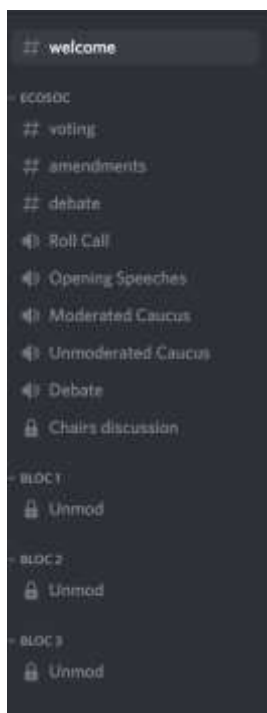 # welcome
ECOSOC
# voting
# amendments
# debate
Roll Call
Opening Speeches
Moderated Caucus
Unmoderated Caucus
Debate
Chairs discussion
BLOC 1
Unmod
BLOC 2
Unmod
BLOC 3
Unmod